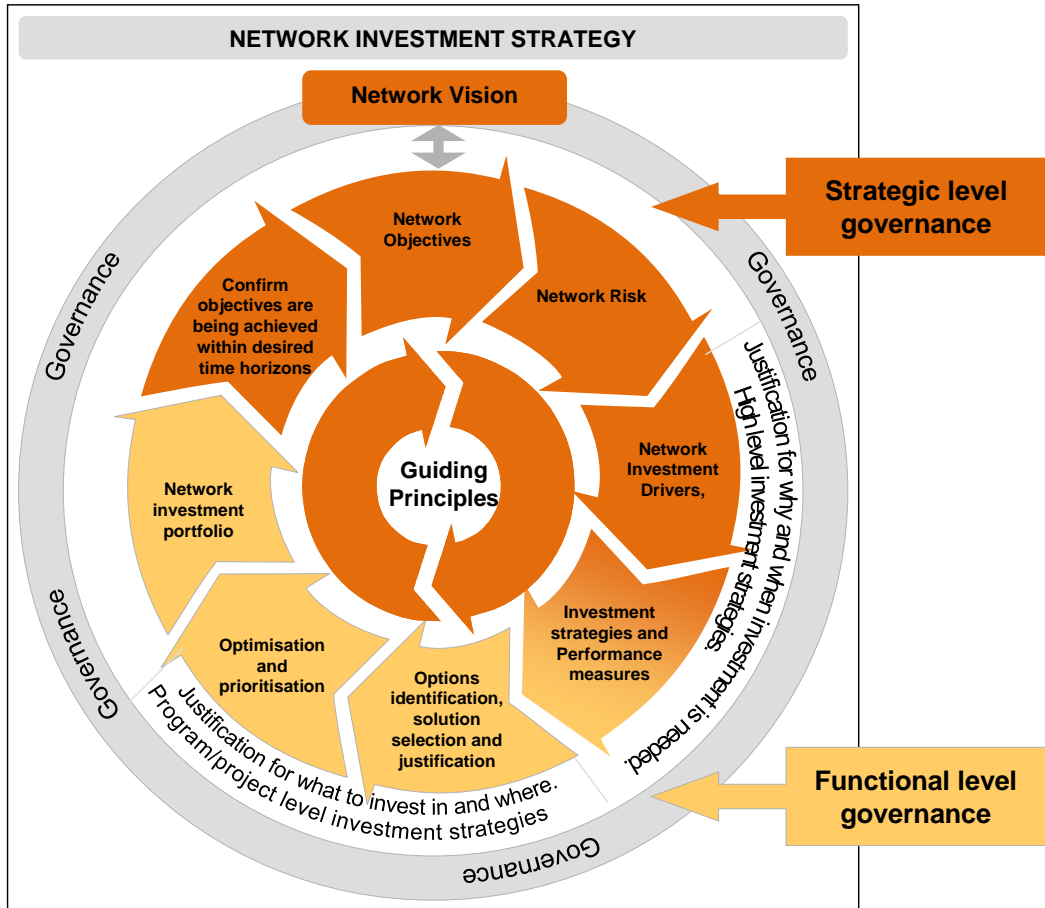 NETWORK INVESTMENT STRATEGY
Network Vision
Strategic level
governance
Network
Objectives
Network Risk
Governance
Governance
Confirm
objectives are
being achieved
within desired
time horizons
Justification for why and when investment is needed.
High level investment strategies.
Network
Investment
Drivers,
Guiding
Principles
Network
investment
portfolio
Investment
strategies and
Performance
measures
Optimisation
and
prioritisation
Options
identification,
solution
selection and
justification
Governance
Justification for what to invest in and where.
Program/project level investment strategies
Functional level
governance
Governance